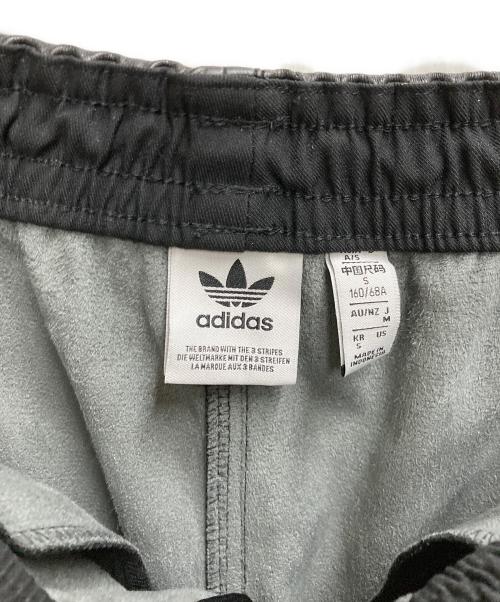 adidas
THE BRAND WITH THE 3 STRIPES
DIE WELTMARKE MIT DEN 3 STREIFEN
LA MARQUE AUX 3 BANDES
A/S
中国尺码
S
160/68A
AU/NZ J
M
KR US
S
MADE IN
INDONESIA